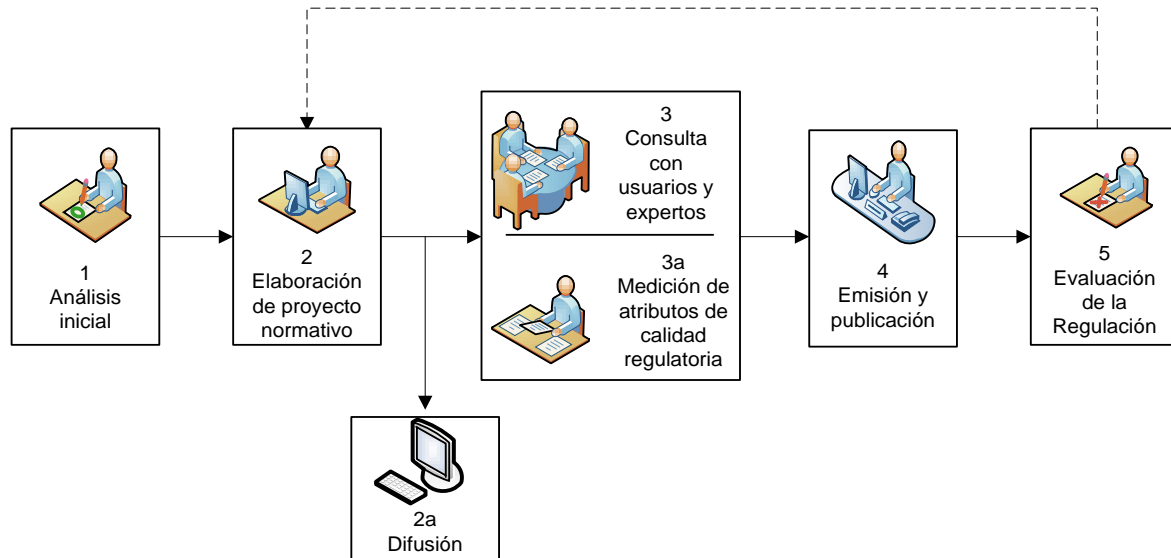 1
Análisis
inicial
2
Elaboración
de proyecto
normativo
2a
Difusión
3
Consulta
con
usuarios y
expertos
3a
Medición de
atributos de
calidad
regulatoria
4
Emisión y
publicación
5
Evaluación
de la
Regulación